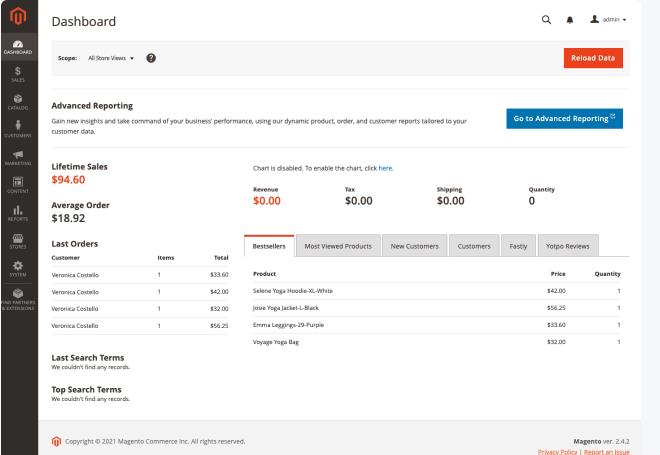 Dashboard
admin
DASHBOARD
SALES
CATALOG
CUSTOMERS
MARKETING
CONTENT
REPORTS
STORES
SYSTEM
FIND PARTNERS
& EXTENSIONS
Scope: All Store Views ?
Reload Data
Advanced Reporting
Gain new insights and take command of your business' performance, using our dynamic product, order, and customer reports tailored to your
customer data.
Go to Advanced Reporting
Lifetime Sales
$94.60
Average Order
$18.92
Last Orders
Customer Items Total
Veronica Costello 1 $33.60
Veronica Costello 1 $42.00
Veronica Costello 1 $32.00
Veronica Costello 1 $56.25
Last Search Terms
We couldn't find any records.
Top Search Terms
We couldn't find any records.
Chart is disabled. To enable the chart, click here.
Revenue Tax Shipping Quantity
$0.00 $0.00 $0.00 0
Bestsellers Most Viewed Products New Customers Customers Fastly Yotpo Reviews
Product Price Quantity
Selene Yoga Hoodie-XL-White $42.00 1
Josie Yoga Jacket-L-Black $56.25 1
Emma Leggings-29-Purple $33.60 1
Voyage Yoga Bag $32.00 1
Copyright © 2021 Magento Commerce Inc. All rights reserved.
Magento ver. 2.4.2
Privacy Policy | Report an Issue